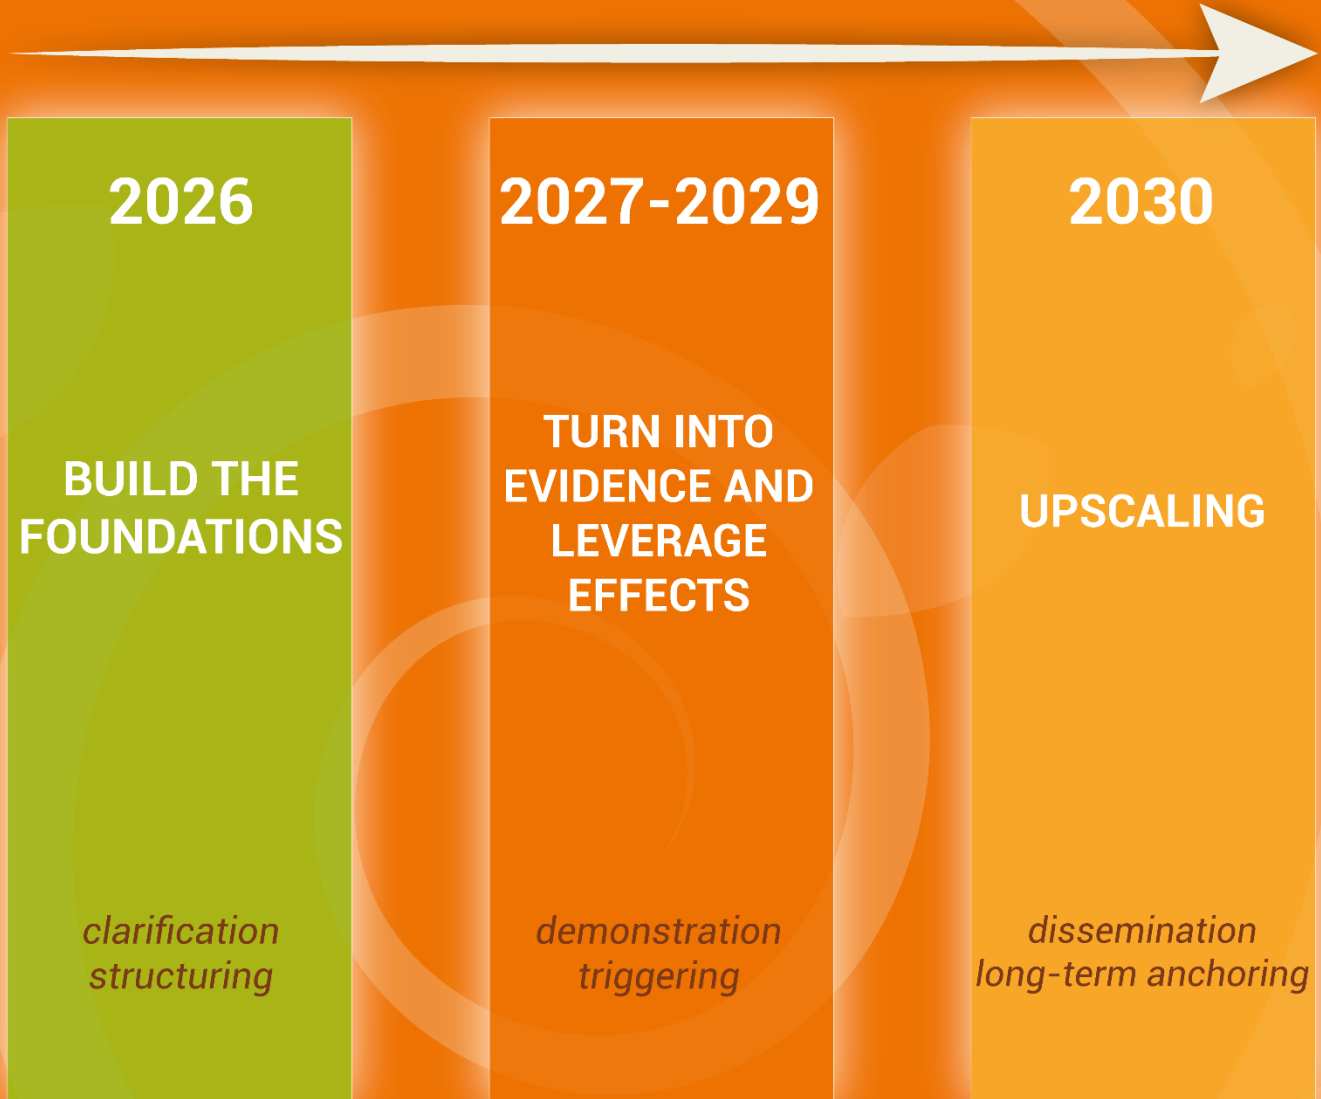 2026
BUILD THE
FOUNDATIONS
clarification
structuring
2027-2029
TURN INTO
EVIDENCE AND
LEVERAGE
EFFECTS
demonstration
triggering
2030
UPSCALING
dissemination
long-term anchoring